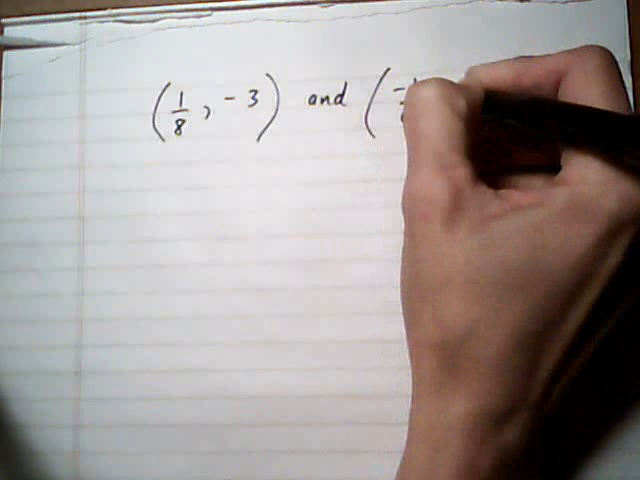 (1/8, -3) and (-